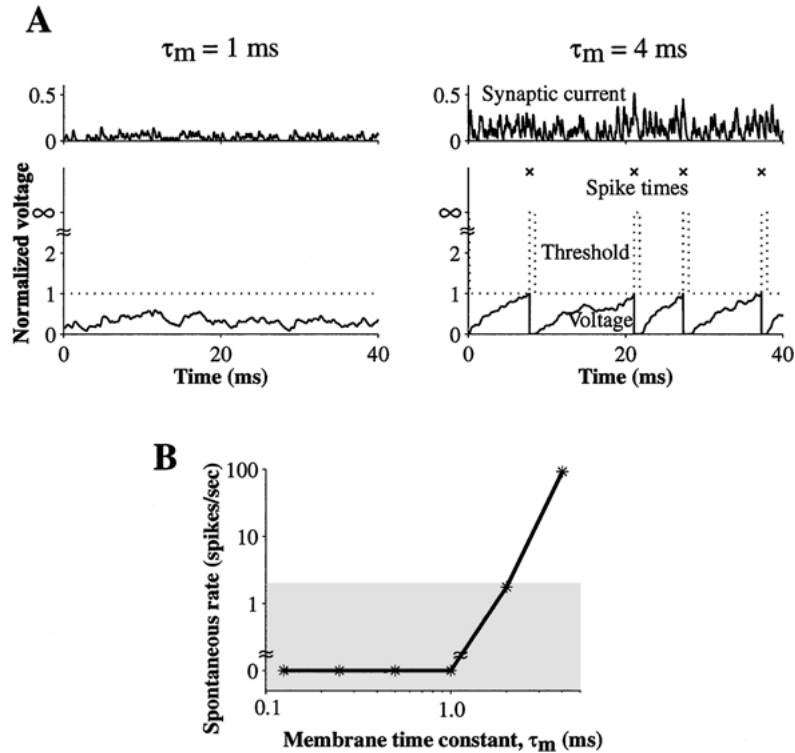 A
τm = 1 ms
τm = 4 ms
0.5
0
0.5
Synaptic current
0
Normalized voltage
∞
≈
2
1
0
× × × ×
Spike times
∞
≈
2
Threshold
1
Voltage
0
0 20 40
Time (ms)
0 20 40
Time (ms)
B
Spontaneous rate (spikes/sec)
100
10
1
≈
0
0.1 1.0
Membrane time constant, τm (ms)